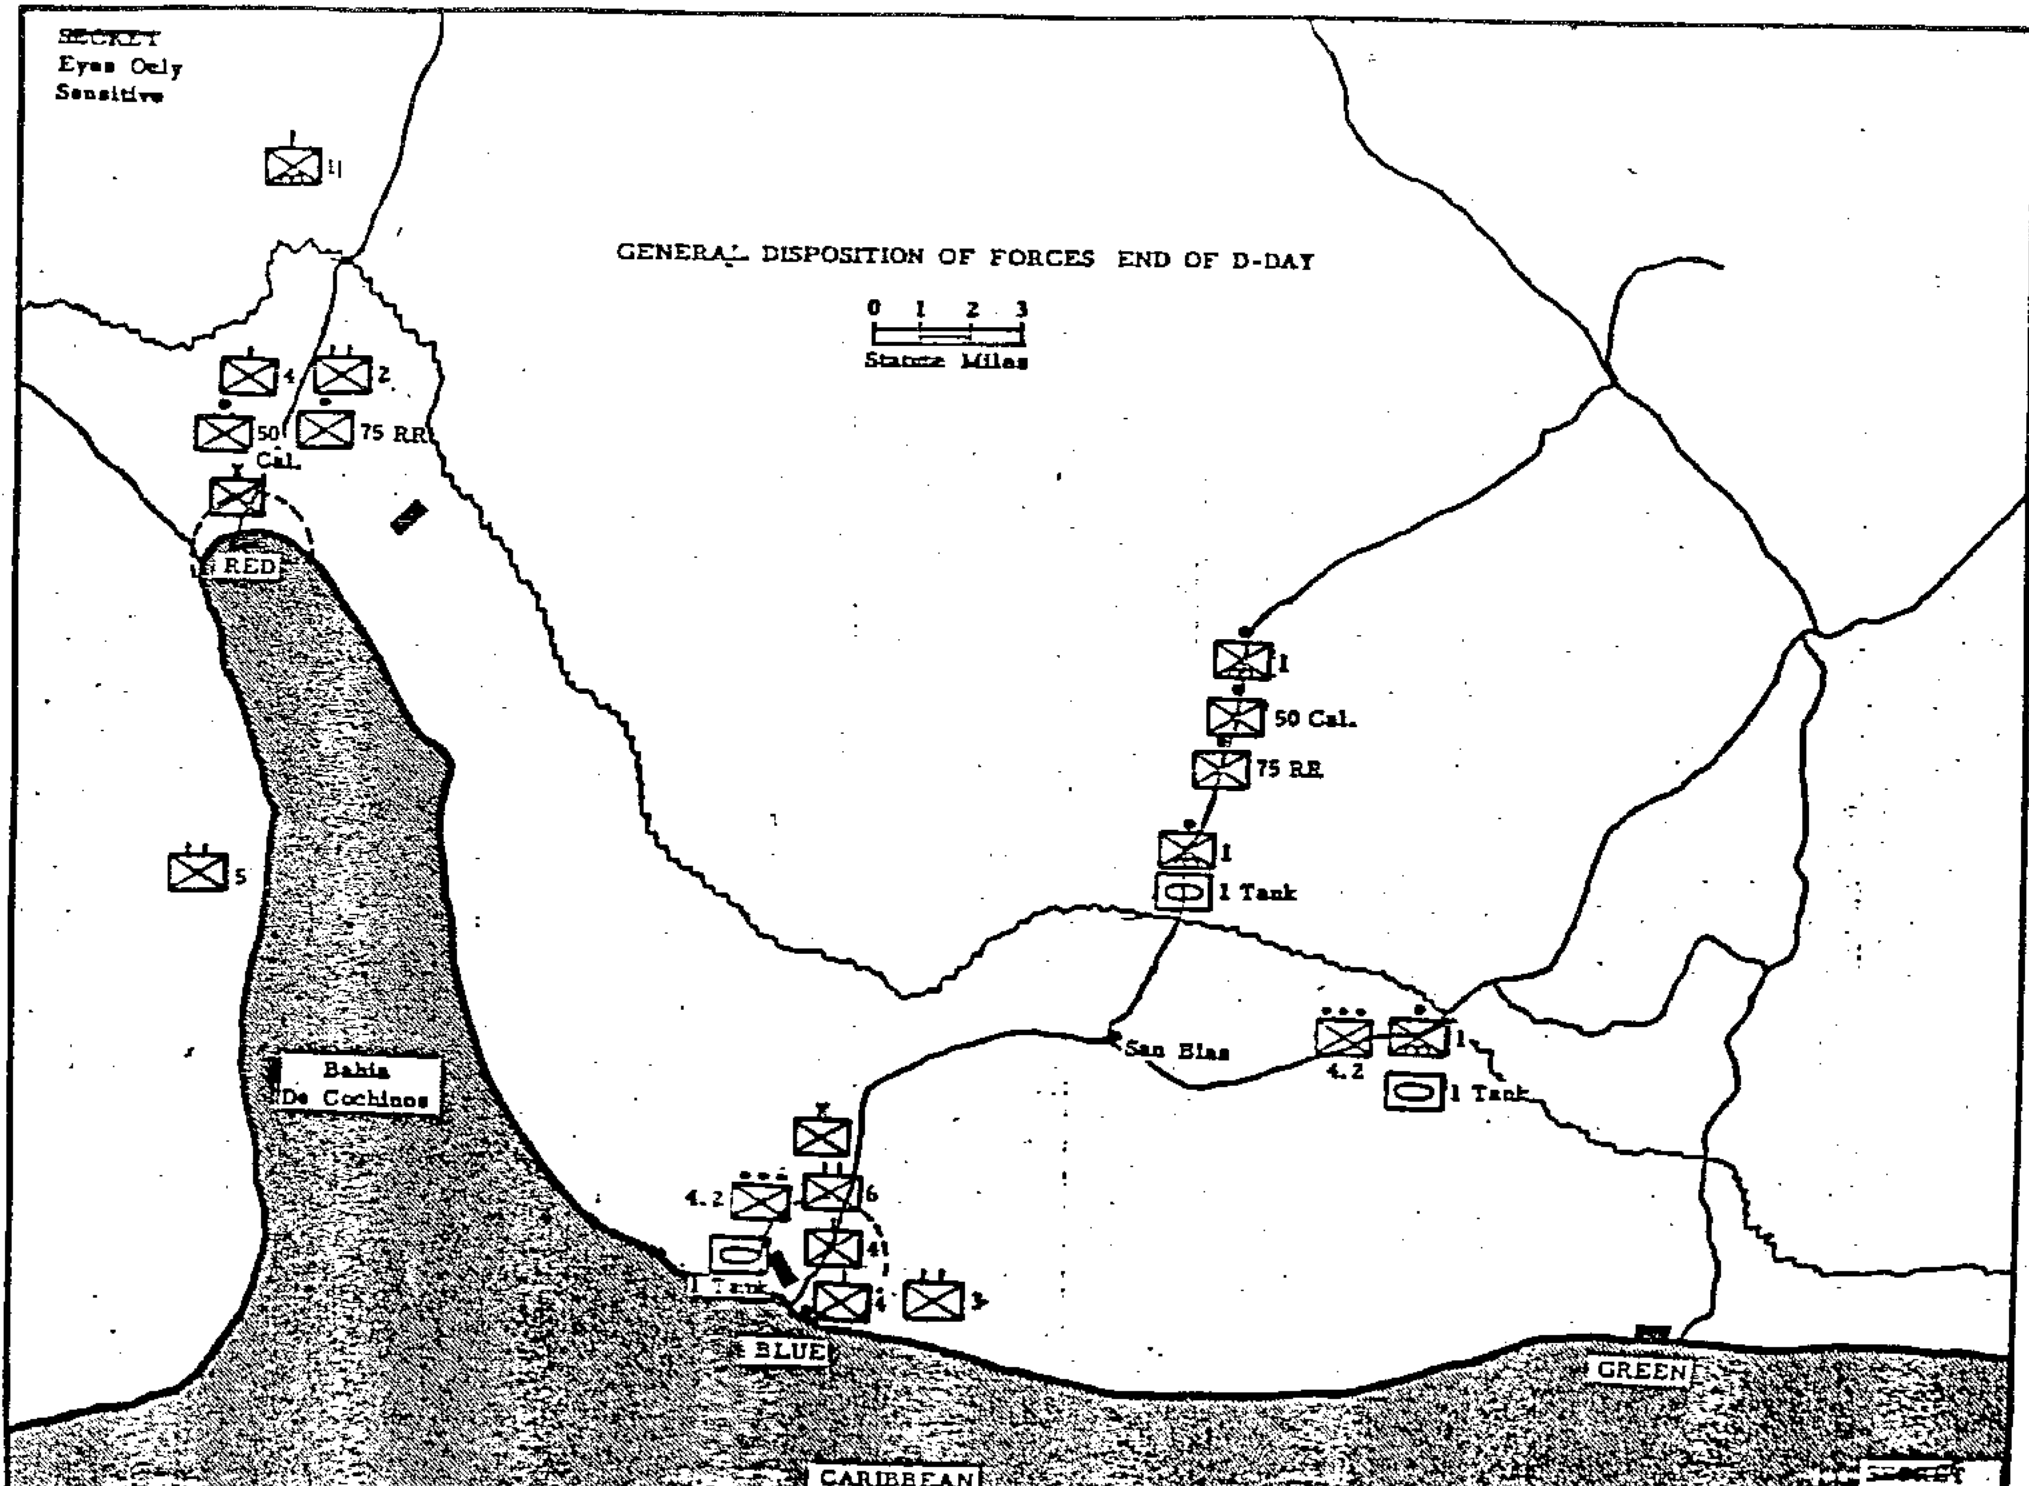 SECRET
Eyes Only
Sensitive
GENERAL DISPOSITION OF FORCES END OF D-DAY
0 1 2 3
Statute Miles
11
4
2
50
Cal.
75 RR
RED
5
Bahia
De Cochinos
1
50 Cal.
75 RR
1
1 Tank
San Blas
4.2
1
1 Tank
4.2
6
4
1 Tank
4
3
BLUE
GREEN
CARIBBEAN
SECRET